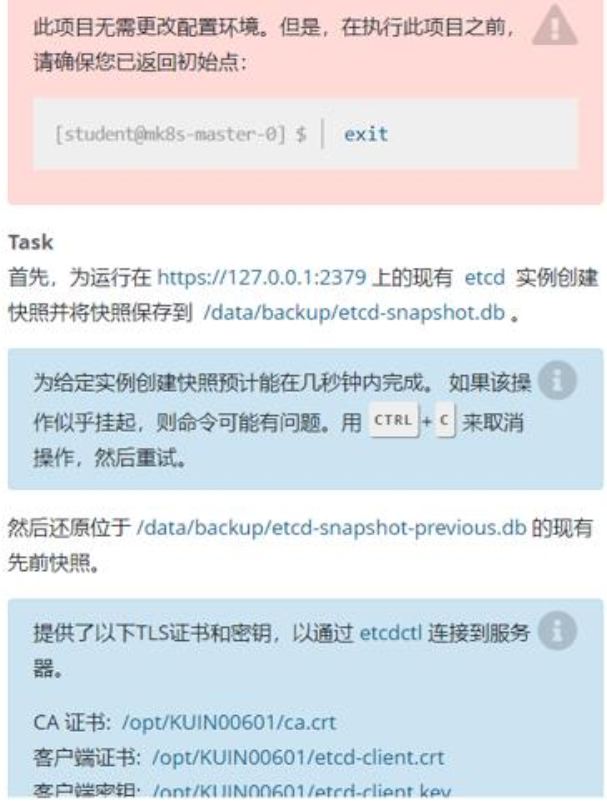 此项目无需更改配置环境。但是，在执行此项目之前，
请确保您已返回初始点：
[student@mk8s-master-0] $ | exit
Task
首先，为运行在 https://127.0.0.1:2379 上的现有 etcd 实例创建
快照并将快照保存到 /data/backup/etcd-snapshot.db 。
为给定实例创建快照预计能在几秒钟内完成。 如果该操
作似乎挂起，则命令可能有问题。用 CTRL + C 来取消
操作，然后重试。
然后还原位于 /data/backup/etcd-snapshot-previous.db 的现有
先前快照。
提供了以下TLS证书和密钥，以通过 etcdctl 连接到服务
器。
CA 证书: /opt/KUIN00601/ca.crt
客户端证书: /opt/KUIN00601/etcd-client.crt
客户端密钥: /opt/KUIN00601/etcd-client.key